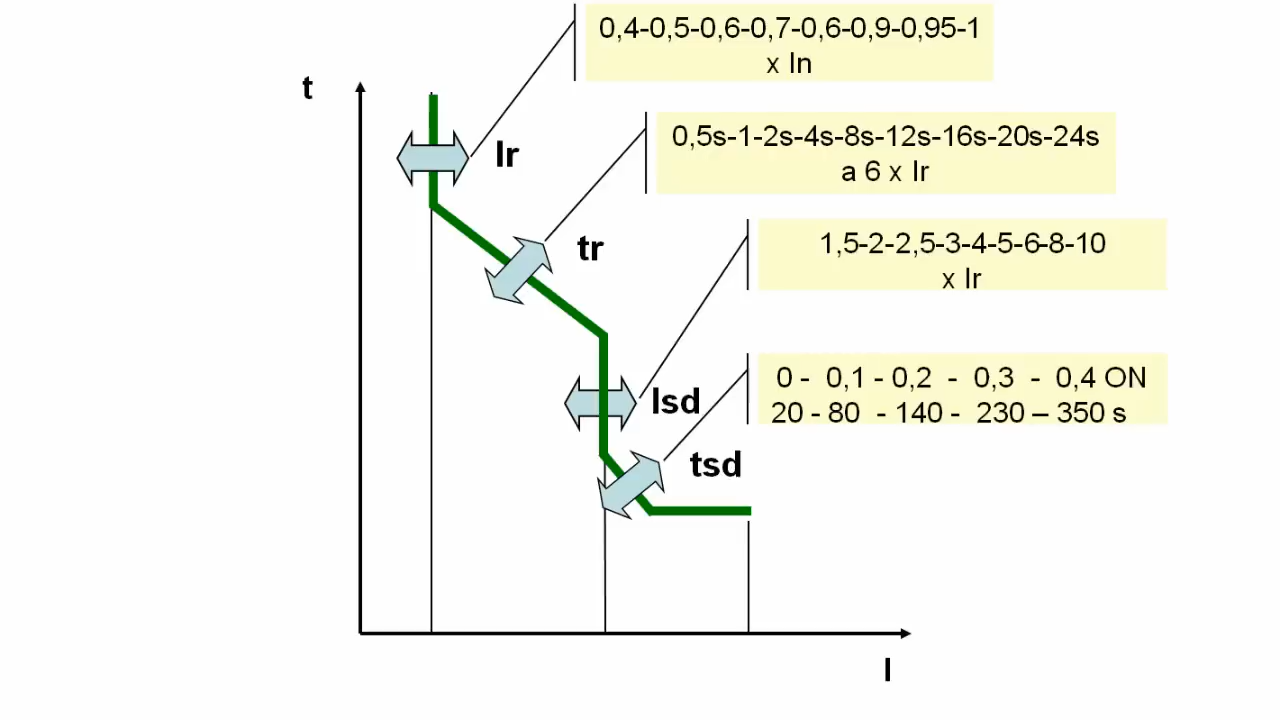 0,4-0,5-0,6-0,7-0,6-0,9-0,95-1
x In
t
0,5s-1-2s-4s-8s-12s-16s-20s-24s
a 6 x Ir
Ir
tr
1,5-2-2,5-3-4-5-6-8-10
x Ir
0 - 0,1 - 0,2 - 0,3 - 0,4 ON
20 - 80 - 140 - 230 – 350 s
Isd
tsd
I